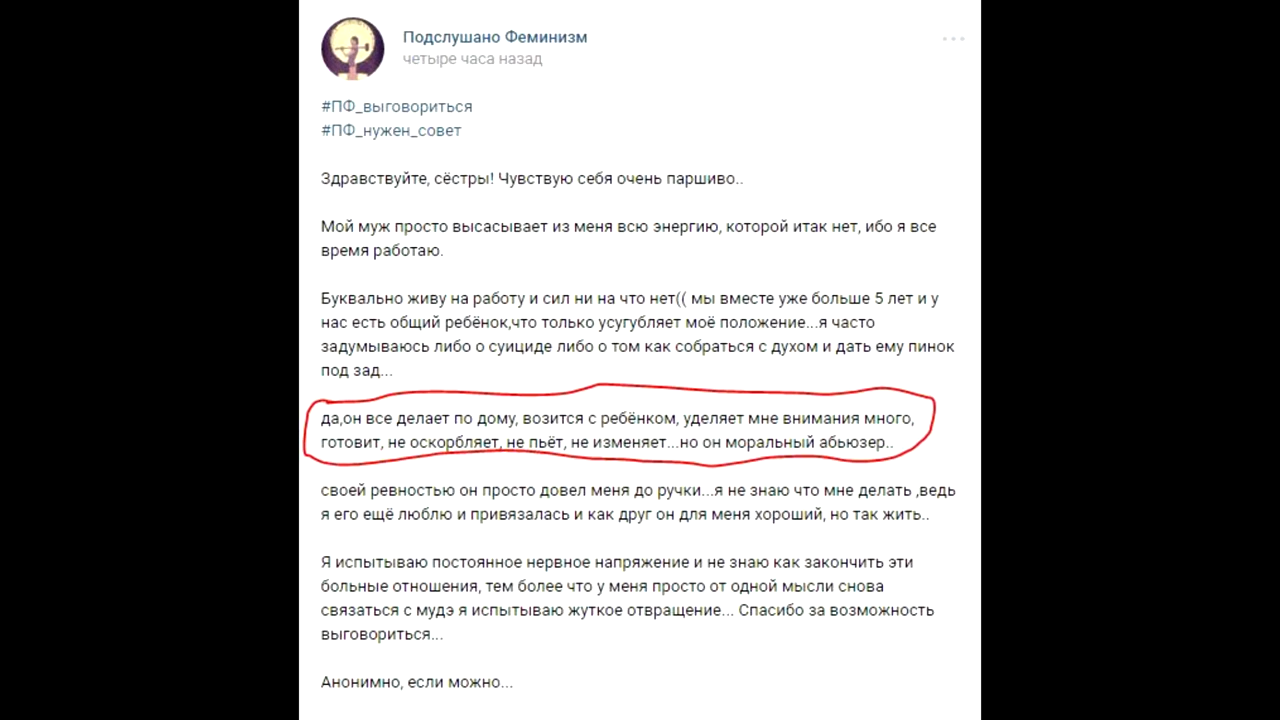 Подслушано Феминизм
четыре часа назад
#ПФ_выговориться
#ПФ_нужен_совет
Здравствуйте, сёстры! Чувствую себя очень паршиво..
Мой муж просто высасывает из меня всю энергию, которой итак нет, ибо я все
время работаю.
Буквально живу на работу и сил ни на что нет(( мы вместе уже больше 5 лет и у
нас есть общий ребёнок,что только усугубляет моё положение...я часто
задумываюсь либо о суициде либо о том как собраться с духом и дать ему пинок
под зад...
да,он все делает по дому, возится с ребёнком, уделяет мне внимания много,
готовит, не оскорбляет, не пьёт, не изменяет...но он моральный абьюзер..
своей ревностью он просто довел меня до ручки...я не знаю что мне делать ,ведь
я его ещё люблю и привязалась и как друг он для меня хороший, но так жить..
Я испытываю постоянное нервное напряжение и не знаю как закончить эти
больные отношения, тем более что у меня просто от одной мысли снова
связаться с мудэ я испытываю жуткое отвращение... Спасибо за возможность
выговориться...
Анонимно, если можно...